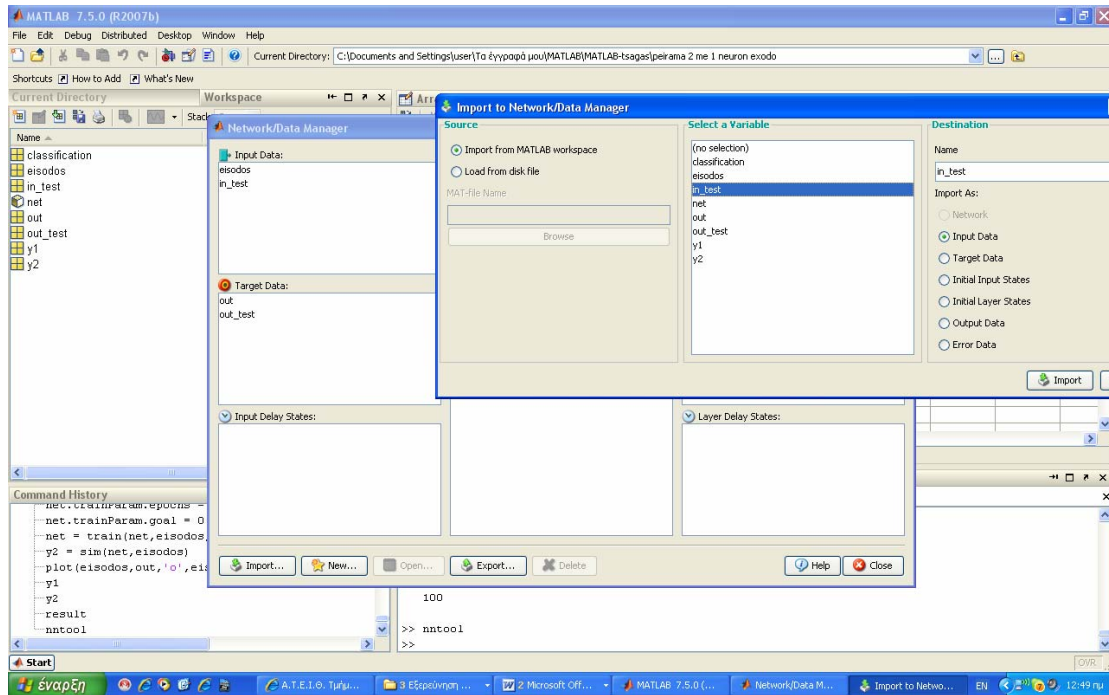 MATLAB 7.5.0 (R2007b)
File Edit Debug Distributed Desktop Window Help
Current Directory: C:\Documents and Settings\user\Τα έγγραφά μου\MATLAB\MATLAB-tsagas\peirama 2 me 1 neuron exodo
Shortcuts How to Add What's New
Current Directory Workspace
Stack
Name
classification
eisodos
in_test
net
out
out_test
y1
y2
Command History
net.trainParam.epochs =
net.trainParam.goal = 0
net = train(net,eisodos,
y2 = sim(net,eisodos)
plot(eisodos,out,'o',eis
y1
y2
result
nntool
Network/Data Manager
Input Data:
eisodos
in_test
Target Data:
out
out_test
Input Delay States:
Layer Delay States:
Import... New... Open... Export... Delete Help Close
Arr
Import to Network/Data Manager
Source
Import from MATLAB workspace
Load from disk file
MAT-file Name
Browse
Select a Variable
(no selection)
classification
eisodos
in_test
net
out
out_test
y1
y2
Destination
Name
in_test
Import As:
Network
Input Data
Target Data
Initial Input States
Initial Layer States
Output Data
Error Data
Import
100
>> nntool
>>
Start OVR
έναρξη Α.Τ.Ε.Ι.Θ. Τμήμ... 3 Εξερεύνηση ... 2 Microsoft Off... MATLAB 7.5.0 (... Network/Data M... Import to Netwo... EN 12:49 πμ